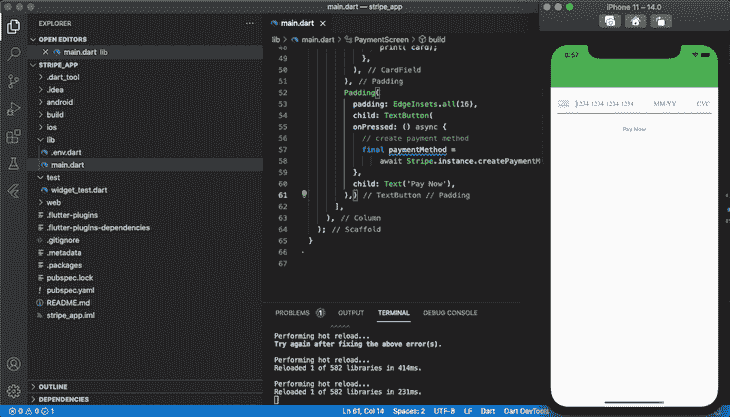 main.dart — stripe_app
iPhone 11 – 14.0
EXPLORER
OPEN EDITORS
main.dart lib
STRIPE_APP
.dart_tool
.idea
android
build
ios
lib
.env.dart
main.dart
test
widget_test.dart
web
.flutter-plugins
.flutter-plugins-dependencies
.gitignore
.metadata
.packages
pubspec.lock
pubspec.yaml
README.md
stripe_app.iml
OUTLINE
DEPENDENCIES
main.dart
lib > main.dart > PaymentScreen > build
48 print( card);
49 },
50 ), // CardField
51 ), // Padding
52 Padding(
53 padding: EdgeInsets.all(16),
54 child: TextButton(
55 onPressed: () async {
56 // create payment method
57 final paymentMethod =
58 await Stripe.instance.createPaymentM
59 },
60 child: Text('Pay Now'),
61 ),) // TextButton // Padding
62 ],
63 ), // Column
64 ); // Scaffold
65 }
66
67
PROBLEMS 1 OUTPUT TERMINAL DEBUG CONSOLE
^^^^^
Performing hot reload...
Try again after fixing the above error(s).
Performing hot reload...
Reloaded 1 of 582 libraries in 414ms.
Performing hot reload...
Reloaded 1 of 582 libraries in 231ms.
0 0 1 Ln 61, Col 14 Spaces: 2 UTF-8 LF Dart Dart DevTools
1234 1234 1234 1234 MM/YY CVC
Pay Now